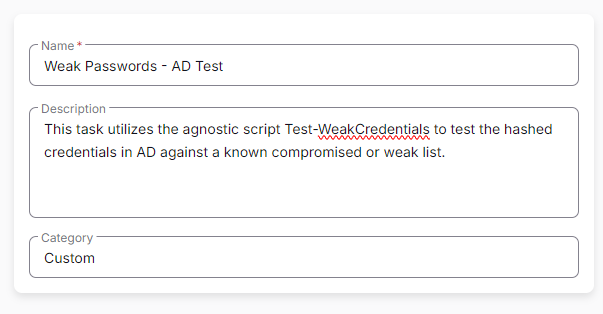 Name *
Weak Passwords - AD Test
Description
This task utilizes the agnostic script Test-WeakCredentials to test the hashed
credentials in AD against a known compromised or weak list.
Category
Custom